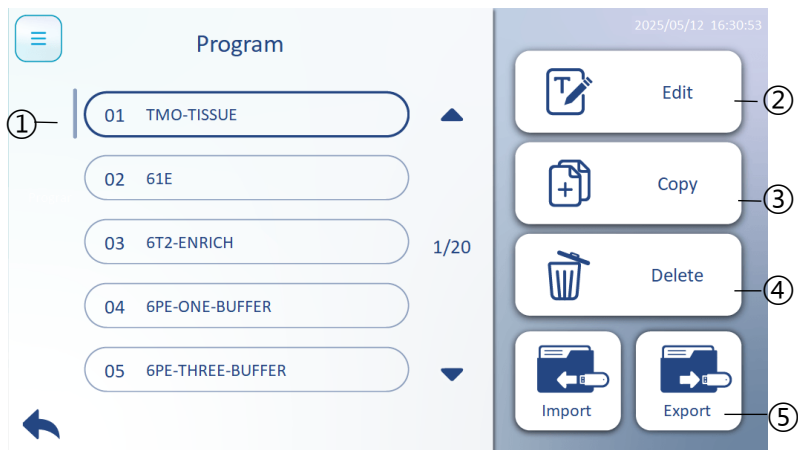 2025/05/12 16:30:53
Program
① 01 TMO-TISSUE
02 61E
03 6T2-ENRICH
1/20
04 6PE-ONE-BUFFER
05 6PE-THREE-BUFFER
Edit ②
Copy ③
Delete ④
Import
Export ⑤